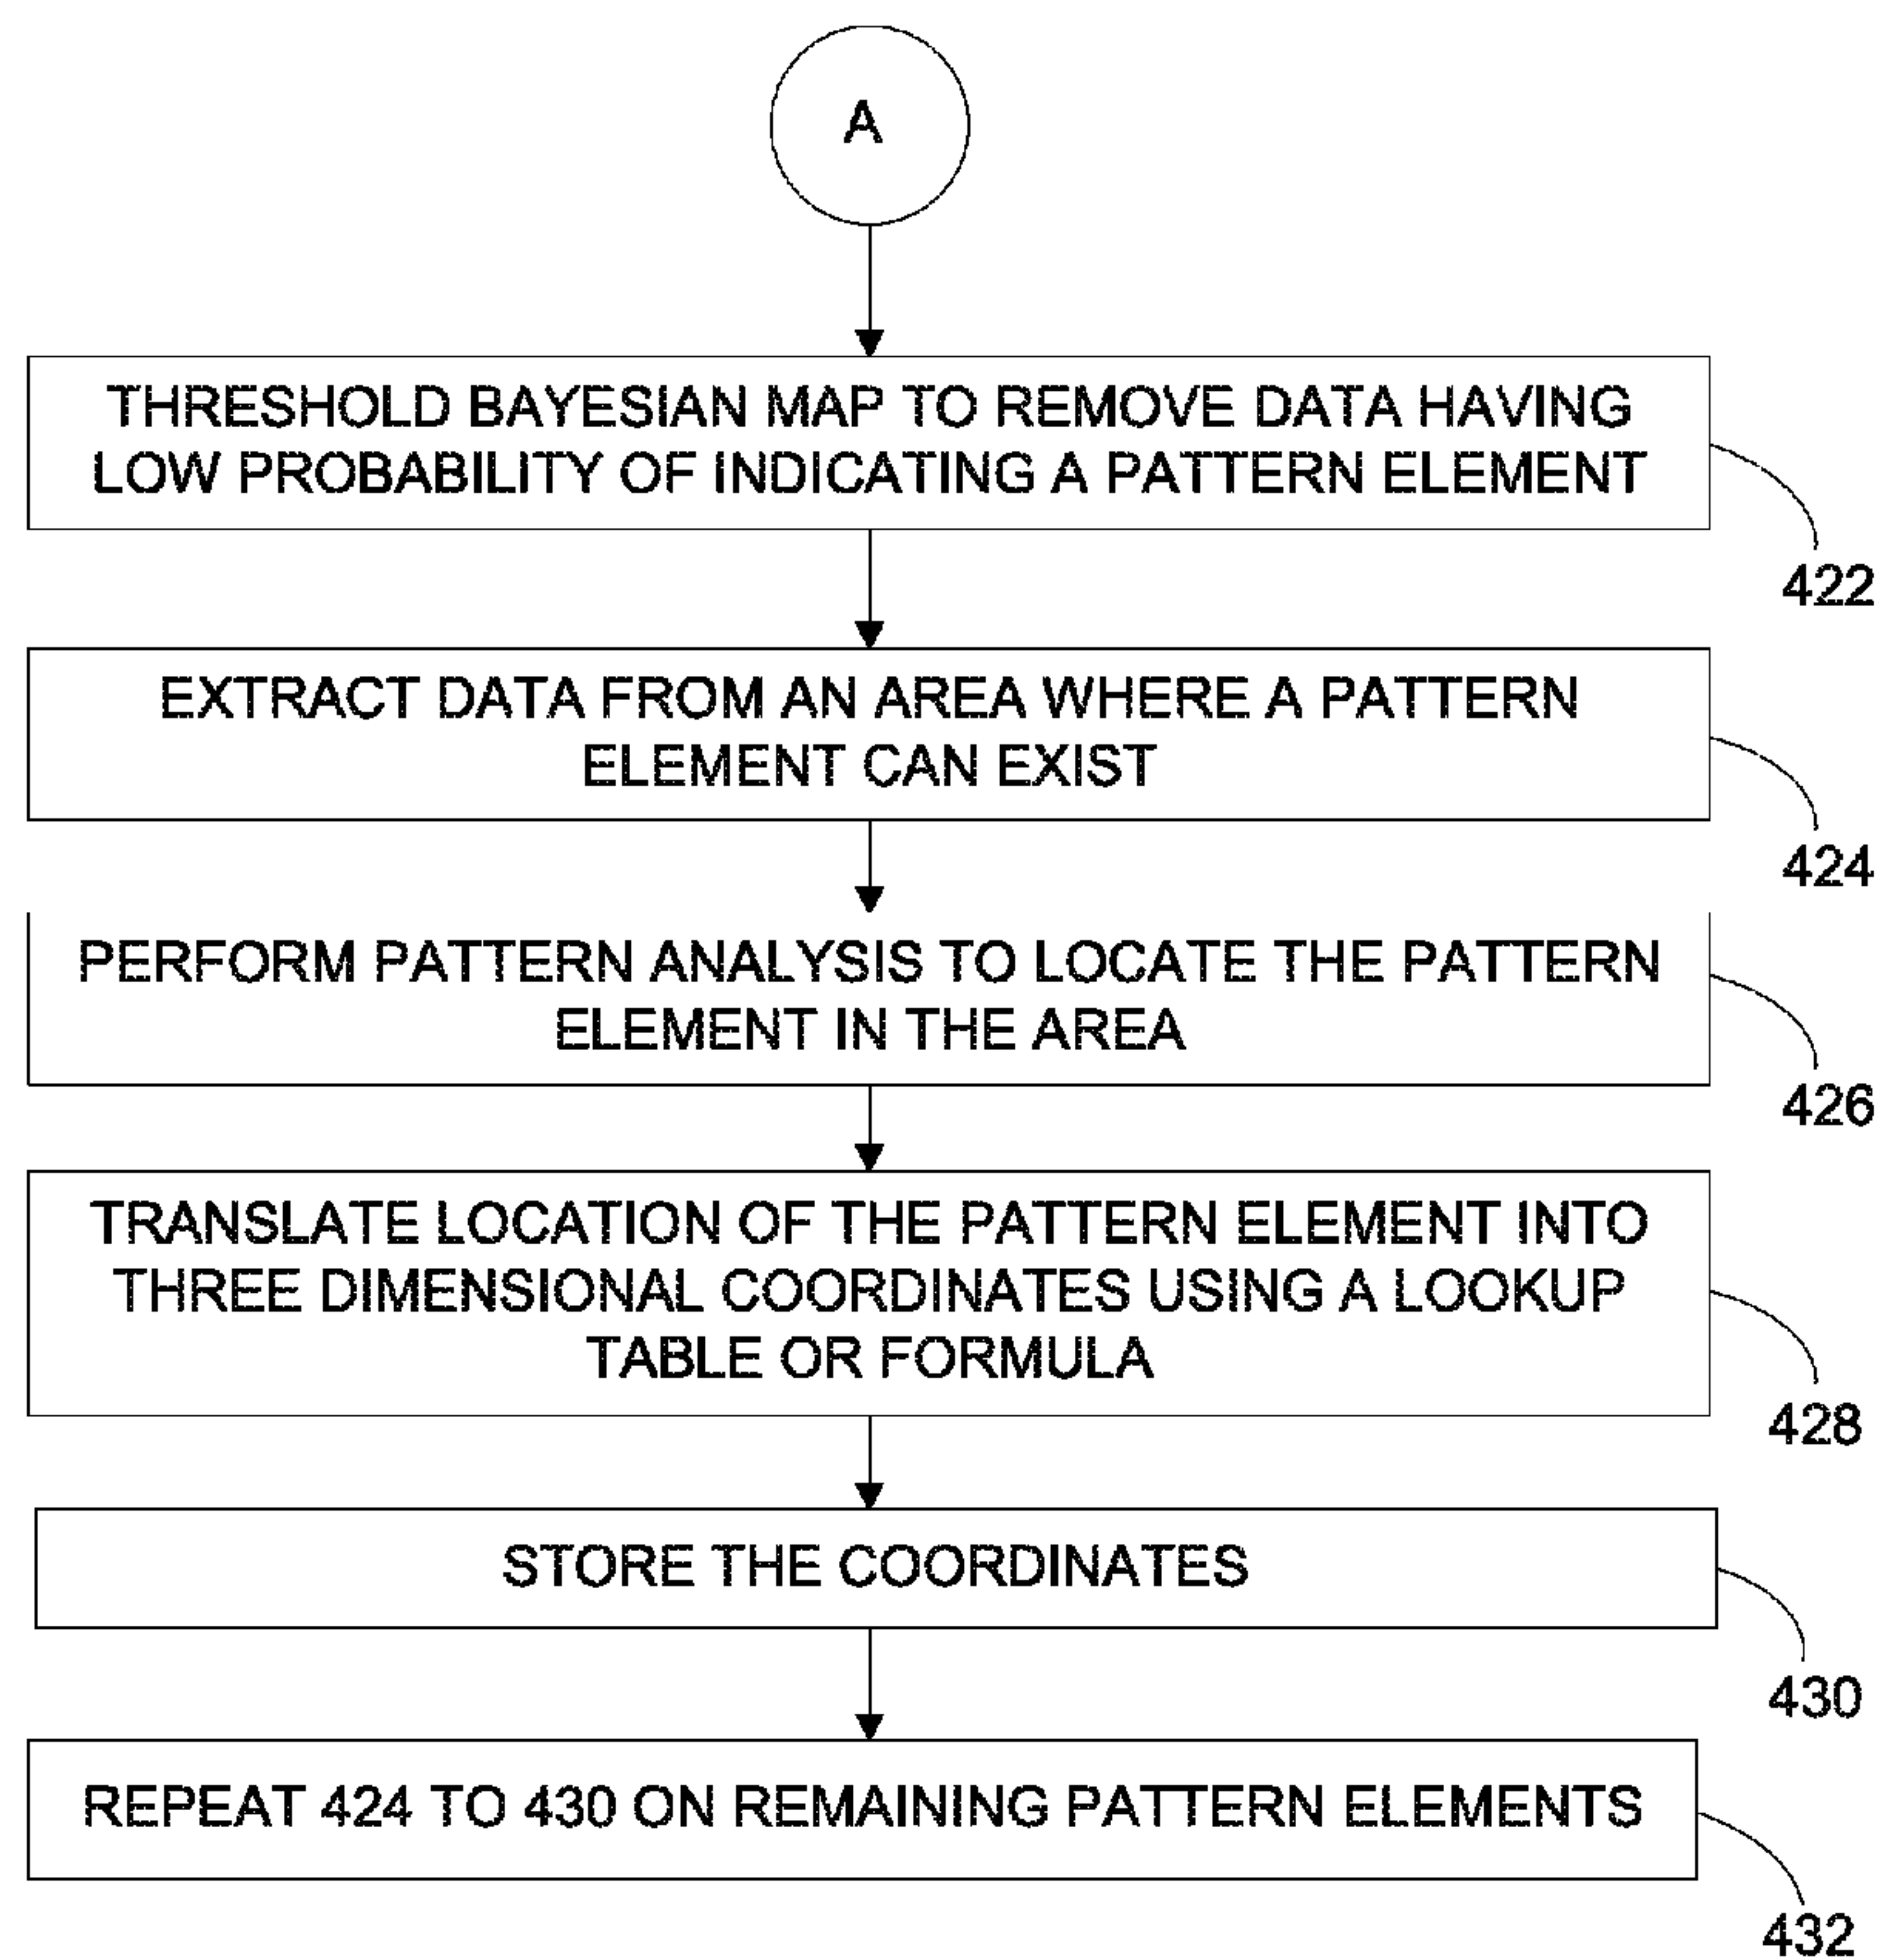 A
THRESHOLD BAYESIAN MAP TO REMOVE DATA HAVING
LOW PROBABILITY OF INDICATING A PATTERN ELEMENT
422
EXTRACT DATA FROM AN AREA WHERE A PATTERN
ELEMENT CAN EXIST
424
PERFORM PATTERN ANALYSIS TO LOCATE THE PATTERN
ELEMENT IN THE AREA
426
TRANSLATE LOCATION OF THE PATTERN ELEMENT INTO
THREE DIMENSIONAL COORDINATES USING A LOOKUP
TABLE OR FORMULA
428
STORE THE COORDINATES
430
REPEAT 424 TO 430 ON REMAINING PATTERN ELEMENTS
432